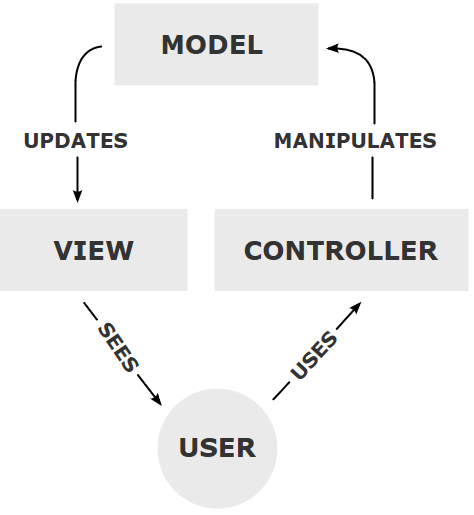 MODEL
UPDATES
MANIPULATES
VIEW
CONTROLLER
SEES
USES
USER